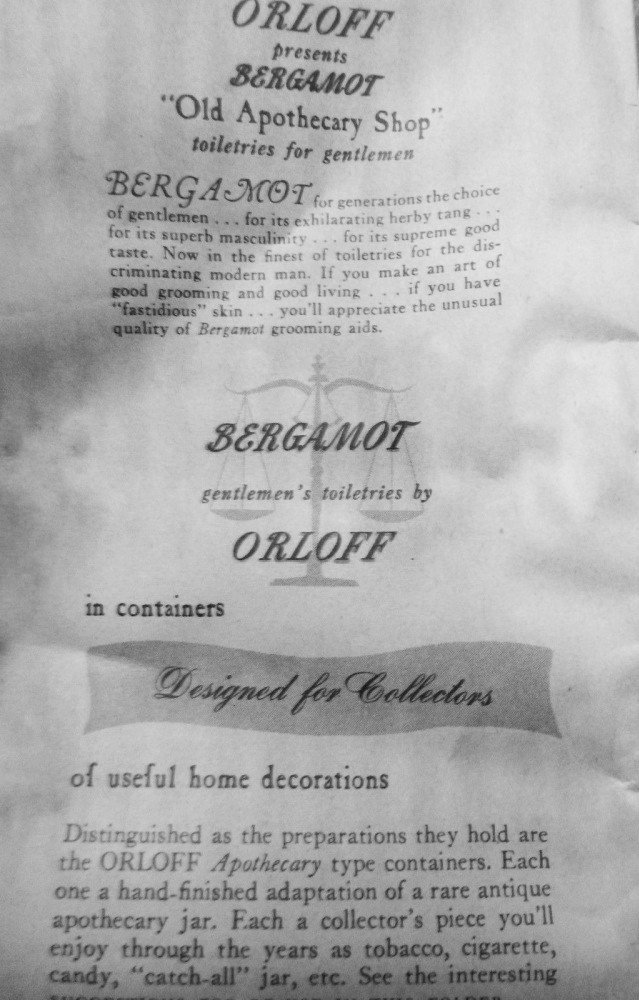 ORLOFF
presents
BERGAMOT
"Old Apothecary Shop"
toiletries for gentlemen
BERGAMOT for generations the choice
of gentlemen . . . for its exhilarating herby tang . . .
for its superb masculinity . . . for its supreme good
taste. Now in the finest of toiletries for the dis-
criminating modern man. If you make an art of
good grooming and good living . . . if you have
"fastidious" skin . . . you'll appreciate the unusual
quality of Bergamot grooming aids.
BERGAMOT
gentlemen's toiletries by
ORLOFF
in containers
Designed for Collectors
of useful home decorations
Distinguished as the preparations they hold are
the ORLOFF Apothecary type containers. Each
one a hand-finished adaptation of a rare antique
apothecary jar. Each a collector's piece you'll
enjoy through the years as tobacco, cigarette,
candy, "catch-all" jar, etc. See the interesting